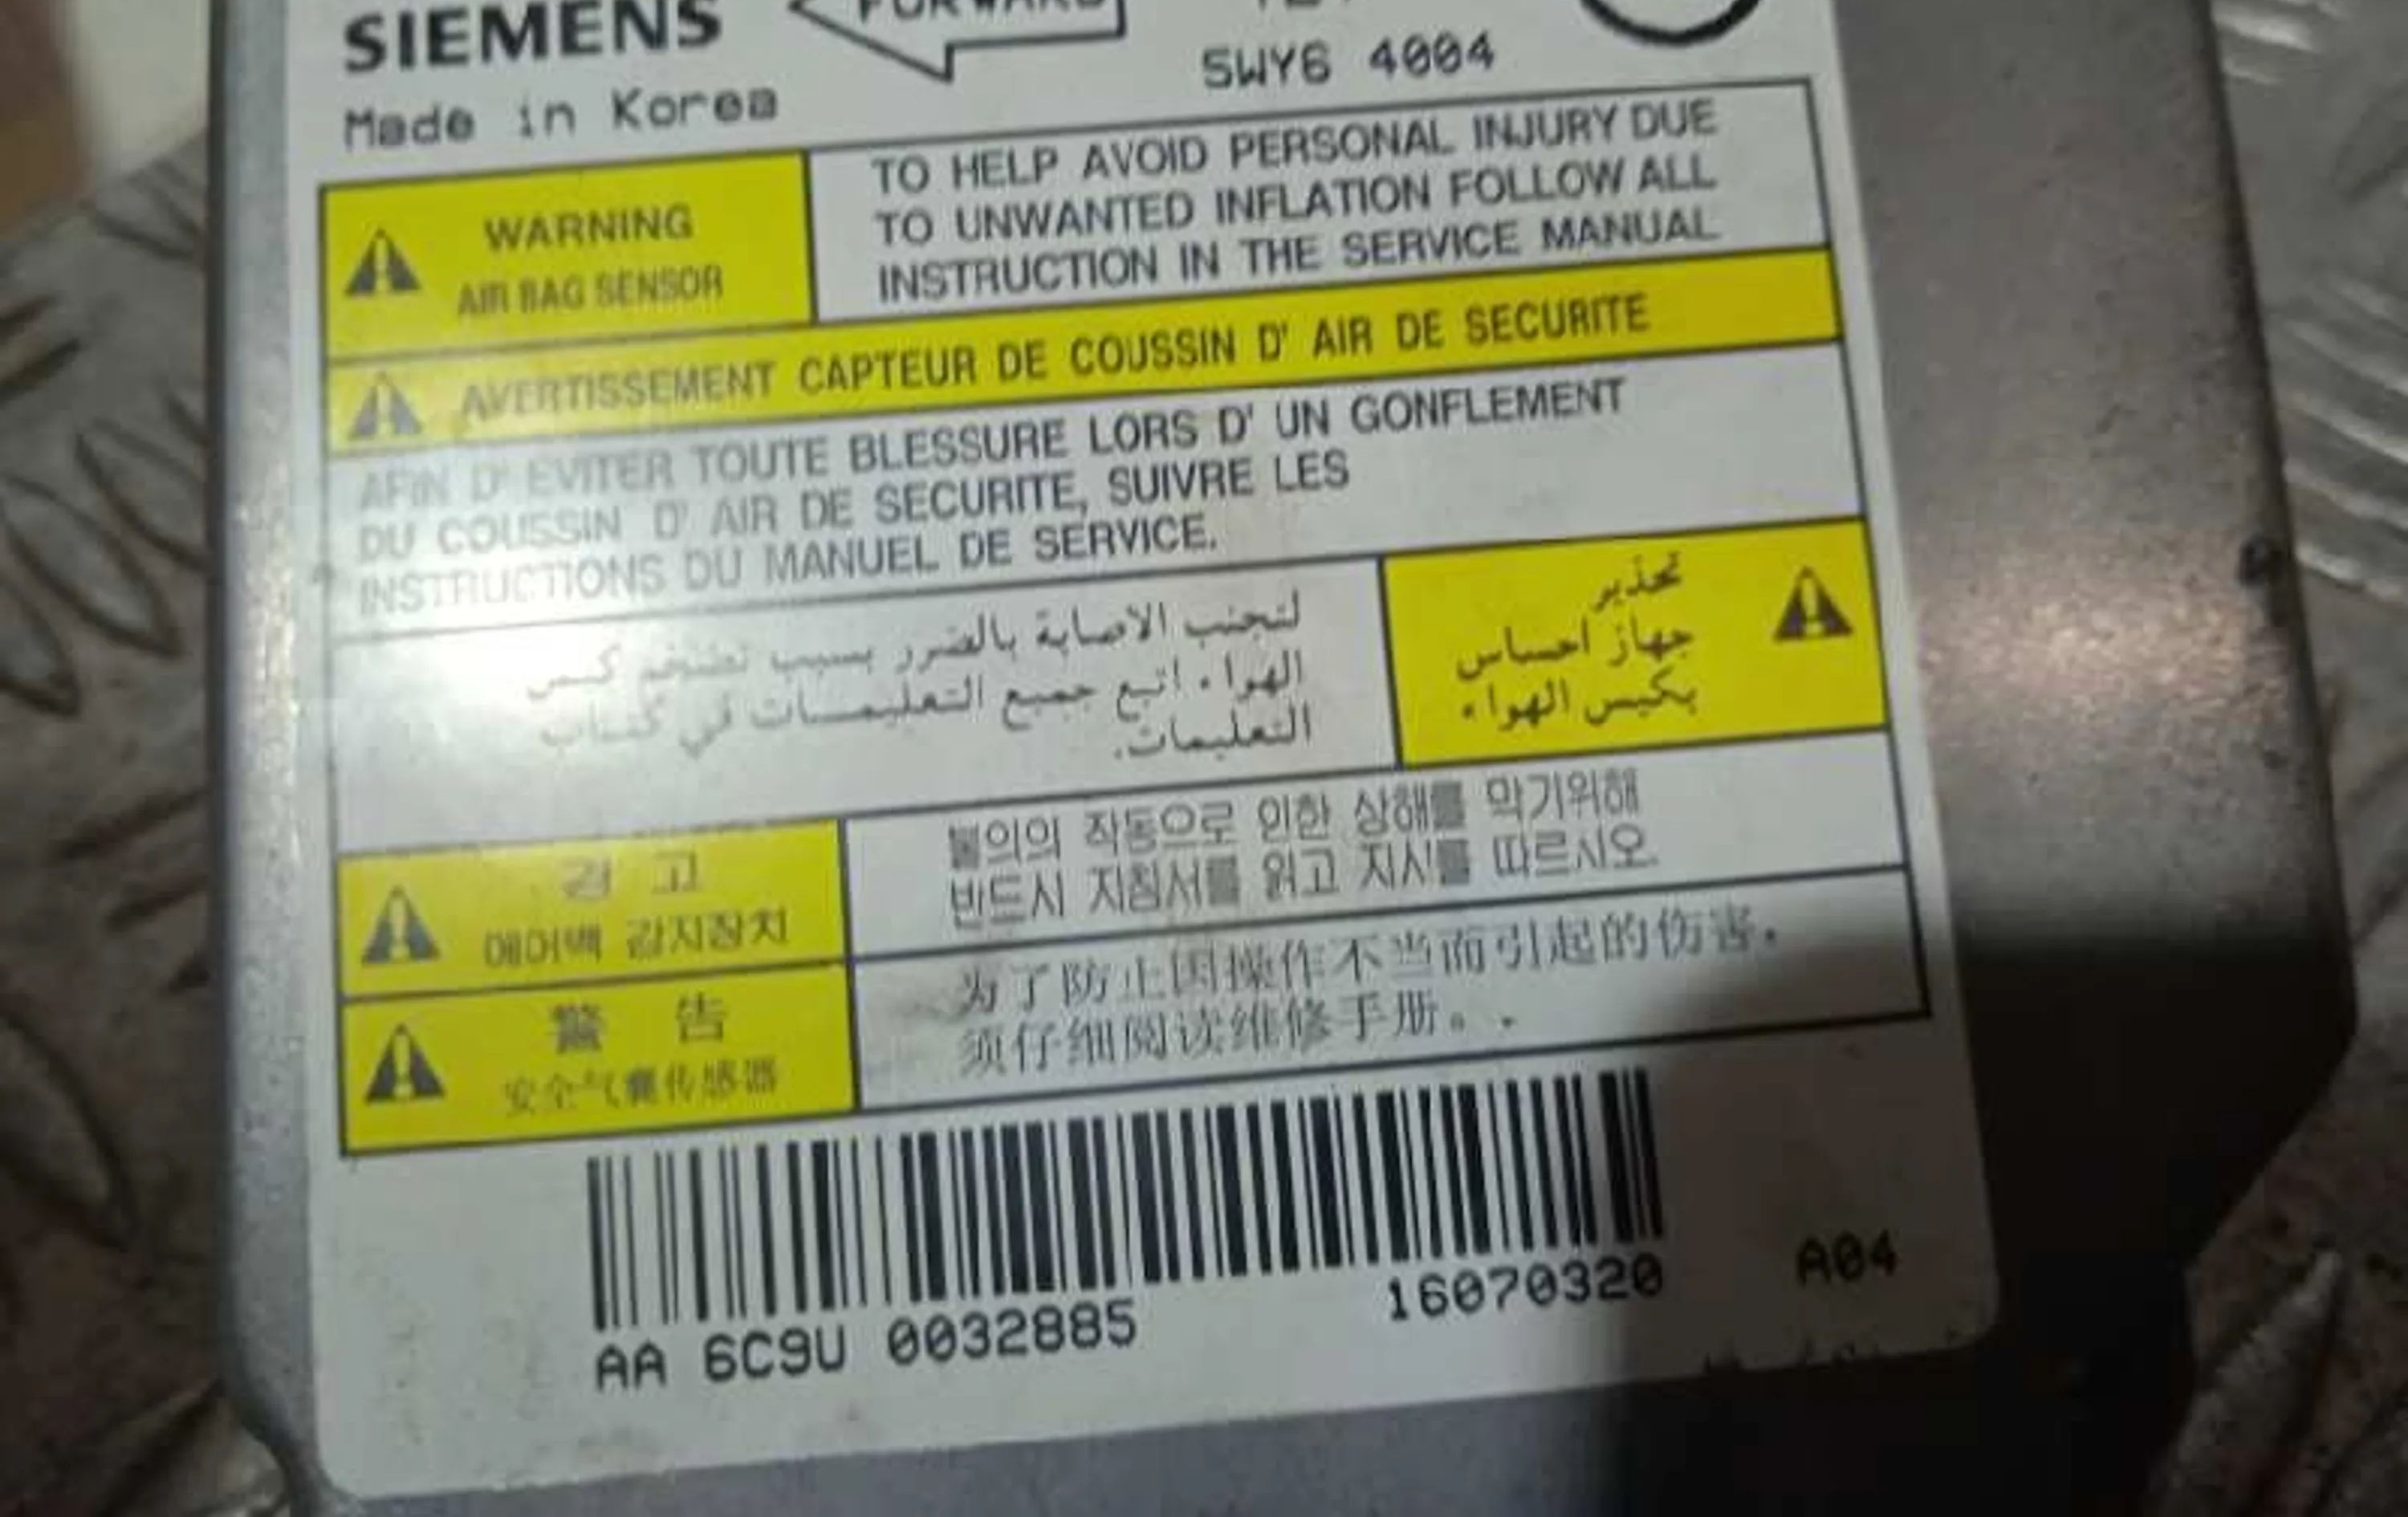 SIEMENS
FORWARD
5WY6 4004
Made in Korea
WARNING
AIR BAG SENSOR
TO HELP AVOID PERSONAL INJURY DUE
TO UNWANTED INFLATION FOLLOW ALL
INSTRUCTION IN THE SERVICE MANUAL
AVERTISSEMENT CAPTEUR DE COUSSIN D' AIR DE SECURITE
AFIN D' EVITER TOUTE BLESSURE LORS D' UN GONFLEMENT
DU COUSSIN D' AIR DE SECURITE, SUIVRE LES
INSTRUCTIONS DU MANUEL DE SERVICE.
تحذير
جهاز احساس
بكيس الهواء
لتجنب الاصابة بالضرر بسبب تضخم كيس
الهواء اتبع جميع التعليمات في كتاب
التعليمات.
경 고
에어백 감지장치
불의의 작동으로 인한 상해를 막기위해
반드시 지침서를 읽고 지시를 따르시오.
警 告
安全气囊传感器
为了防止因操作不当而引起的伤害.
须仔细阅读维修手册。.
AA 6C9U 0032885
16070320
A04